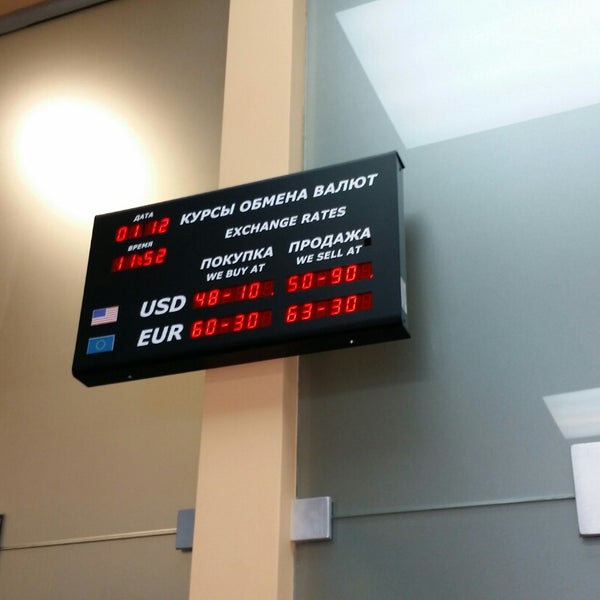 ДАТА
01 12
ВРЕМЯ
11:52
КУРСЫ ОБМЕНА ВАЛЮТ
EXCHANGE RATES
ПОКУПКА ПРОДАЖА
WE BUY AT WE SELL AT
USD 48-10 50-90
EUR 60-30 63-30